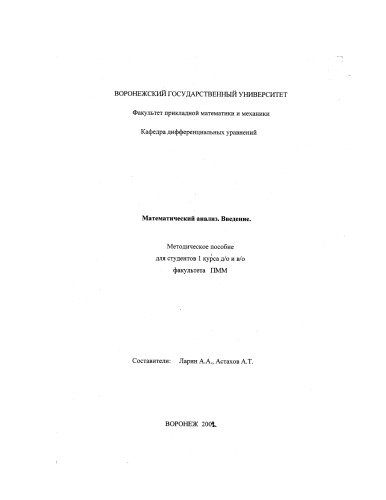 ВОРОНЕЖСКИЙ ГОСУДАРСТВЕННЫЙ УНИВЕРСИТЕТ
Факультет прикладной математики и механики
Кафедра дифференциальных уравнений
Математический анализ. Введение.
Методическое пособие
для студентов 1 курса д/о и в/о
факультета ПММ
Составители: Ларин А.А., Астахов А.Т.
ВОРОНЕЖ